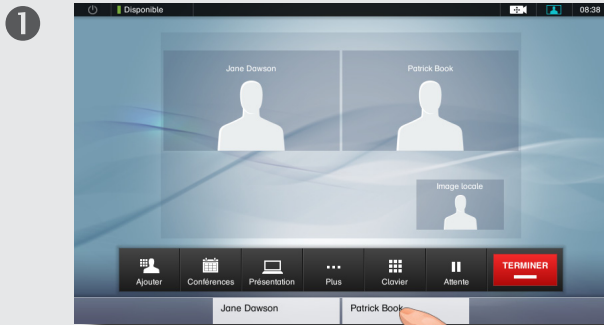 1
Disponible
08:38
Jane Dawson
Patrick Book
Image locale
Ajouter
Conférences
Présentation
Plus
Clavier
Attente
TERMINER
Jane Dawson
Patrick Book